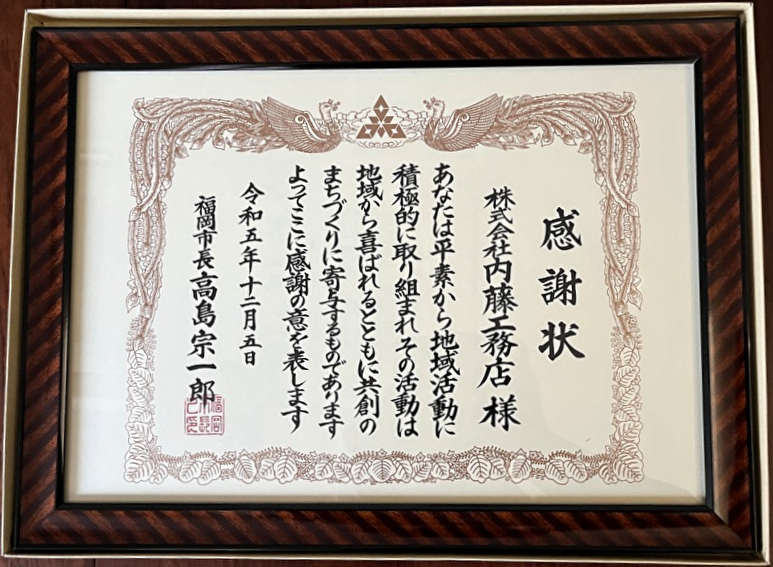 感謝状
株式会社内藤工務店 様
あなたは平素から地域活動に
積極的に取り組まれその活動は
地域から喜ばれるとともに共創の
まちづくりに寄与するものであります
よってここに感謝の意を表します
令和五年十二月五日
福岡市長 高島宗一郎